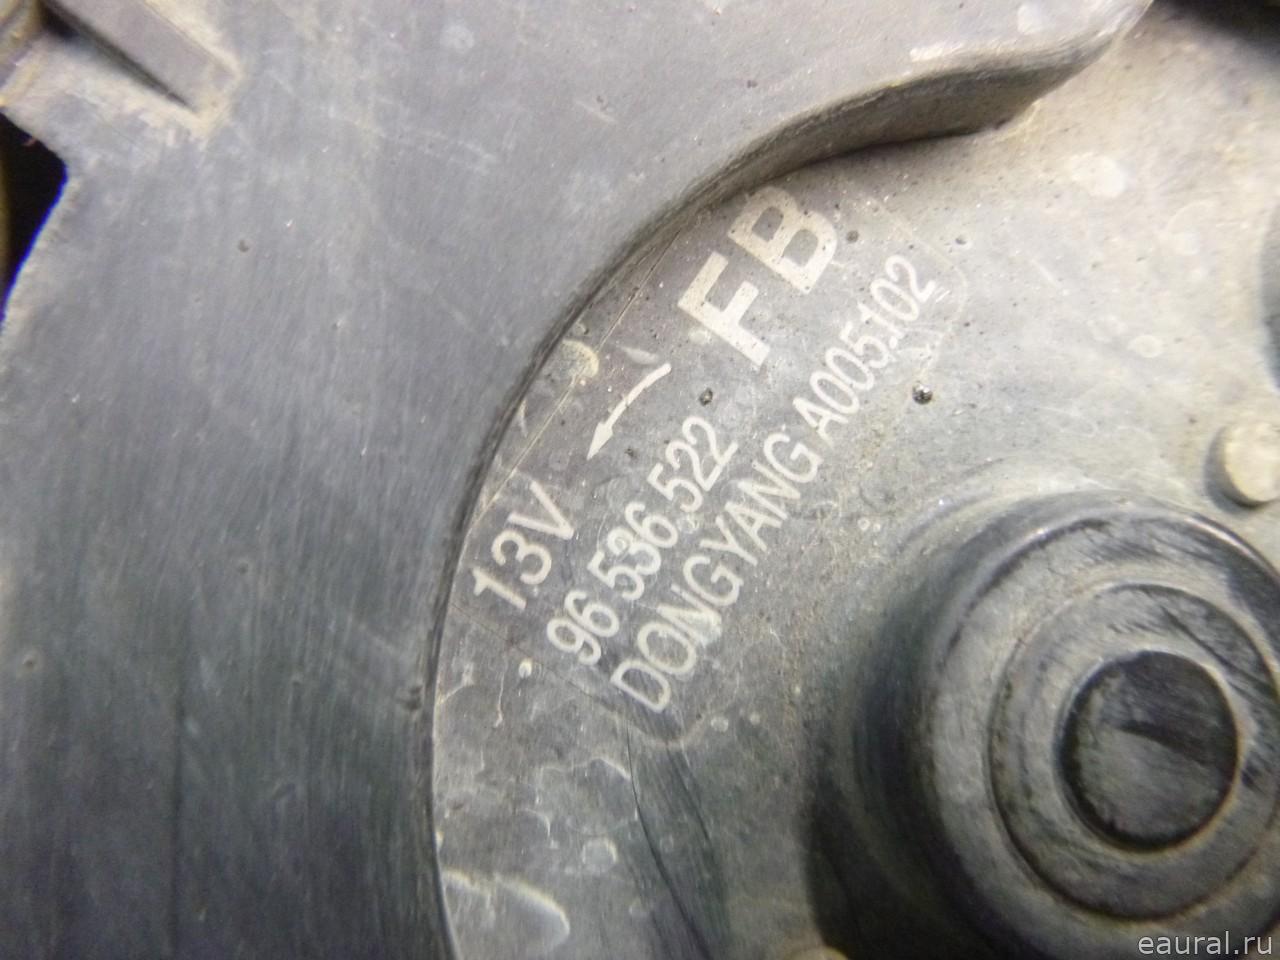 FB
13V
96 536 522
DONGYANG A005102
eaural.ru